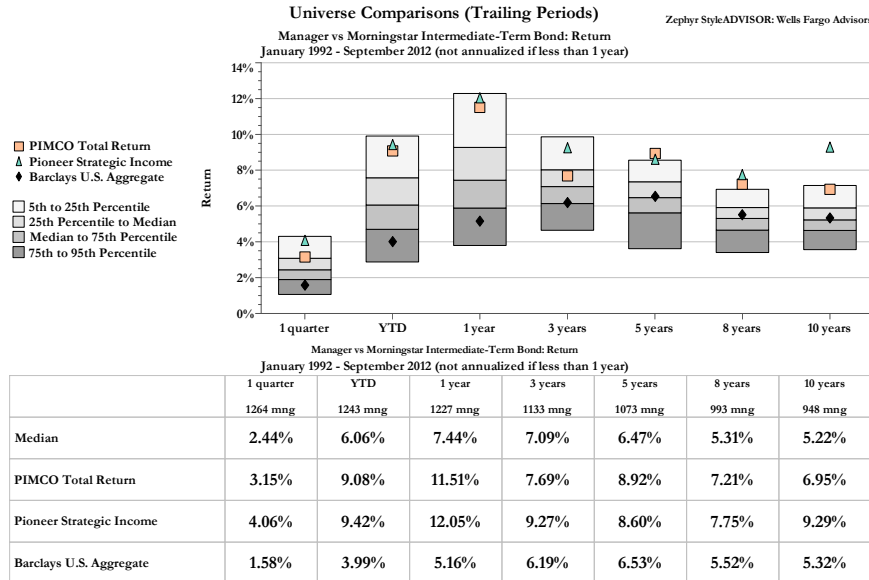 Universe Comparisons (Trailing Periods)
Zephyr StyleADVISOR: Wells Fargo Advisors
Manager vs Morningstar Intermediate-Term Bond: Return
January 1992 - September 2012 (not annualized if less than 1 year)
14%
12%
10%
8%
6%
4%
2%
0%
Return
PIMCO Total Return
Pioneer Strategic Income
Barclays U.S. Aggregate
5th to 25th Percentile
25th Percentile to Median
Median to 75th Percentile
75th to 95th Percentile
1 quarter YTD 1 year 3 years 5 years 8 years 10 years
Manager vs Morningstar Intermediate-Term Bond: Return
January 1992 - September 2012 (not annualized if less than 1 year)
1 quarter YTD 1 year 3 years 5 years 8 years 10 years
1264 mng 1243 mng 1227 mng 1133 mng 1073 mng 993 mng 948 mng
Median 2.44% 6.06% 7.44% 7.09% 6.47% 5.31% 5.22%
PIMCO Total Return 3.15% 9.08% 11.51% 7.69% 8.92% 7.21% 6.95%
Pioneer Strategic Income 4.06% 9.42% 12.05% 9.27% 8.60% 7.75% 9.29%
Barclays U.S. Aggregate 1.58% 3.99% 5.16% 6.19% 6.53% 5.52% 5.32%